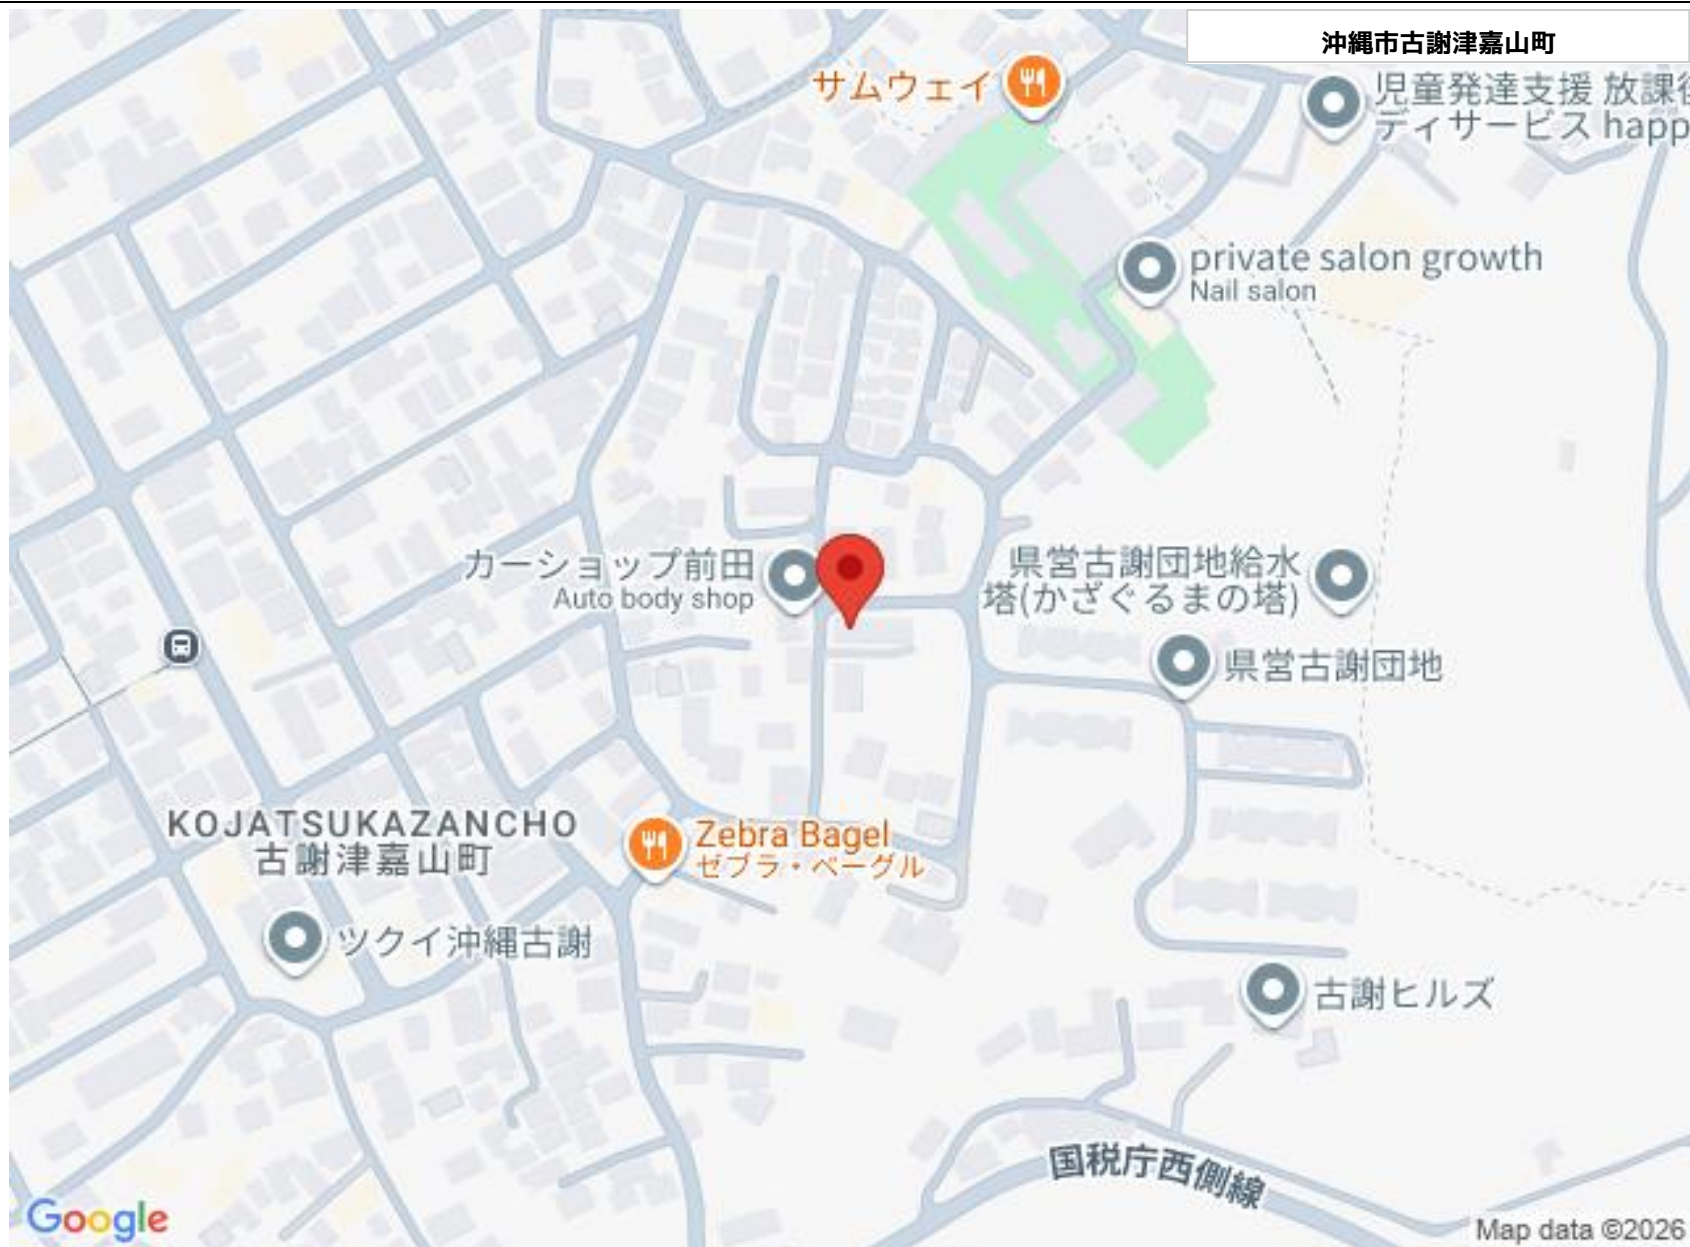 沖縄市古謝津嘉山町
サムウェイ
児童発達支援 放課後
ディサービス happ
private salon growth
Nail salon
カーショップ前田
Auto body shop
県営古謝団地給水
塔(かざぐるまの塔)
県営古謝団地
KOJATSUKAZANCHO
古謝津嘉山町
Zebra Bagel
ゼブラ・ベーグル
ツクイ沖縄古謝
古謝ヒルズ
国税庁西側線
Google
Map data ©2026